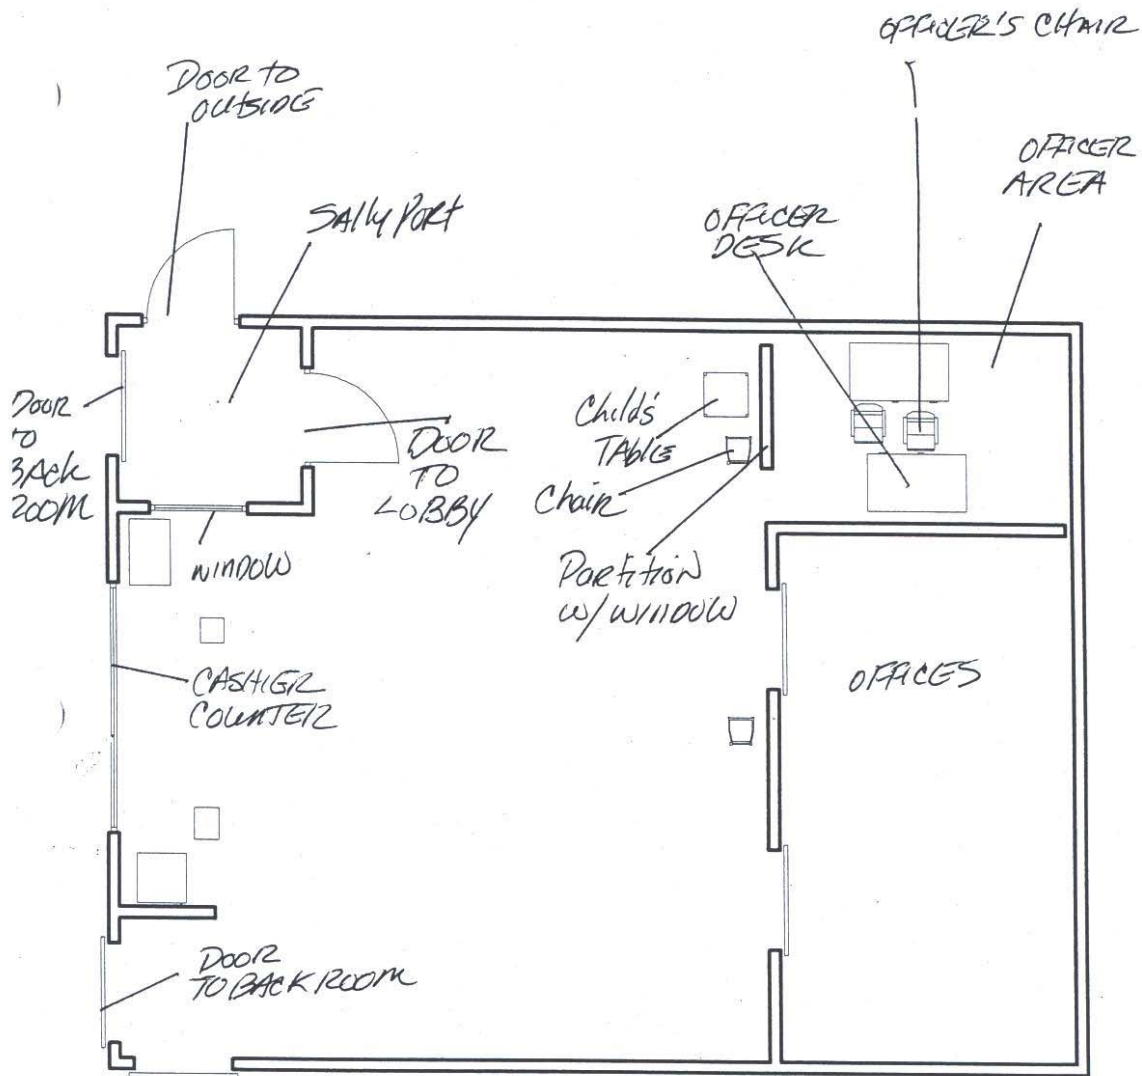 OFFICER'S CHAIR
DOOR TO
OUTSIDE
OFFICER
AREA
SALLY PORT
OFFICER
DESK
DOOR
TO
BACK
ROOM
DOOR
TO
LOBBY
Child's
TABLE
Chair
WINDOW
Partition
W/ WINDOW
OFFICES
CASHIER
COUNTER
DOOR
TO BACK ROOM